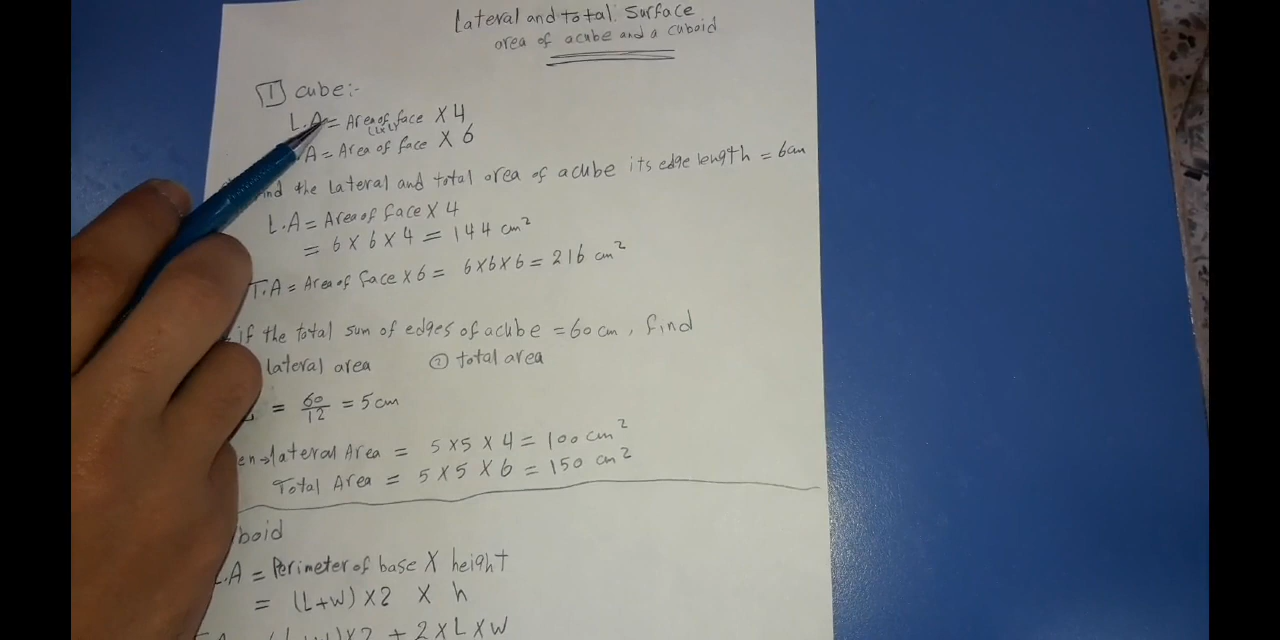 Lateral and total surface
area of acube and a cuboid
1 cube:-
L.A = Area of face X 4
(L×L)
A = Area of face X 6
the lateral and total area of acube its edge length = 6cm
L.A = Area of face X 4
= 6 X 6 X 4 = 144 cm²
T.A = Area of face X 6 = 6X6X6 = 216 cm²
if the total sum of edges of acube = 60 cm, find
lateral area ② total area
= 60/12 = 5 cm
lateral Area = 5 X5 X 4 = 100 cm²
Total Area = 5 X 5 X 6 = 150 cm²
L.A = Perimeter of base X height
= (L+W) X2 X h
X2 + 2 X L X W